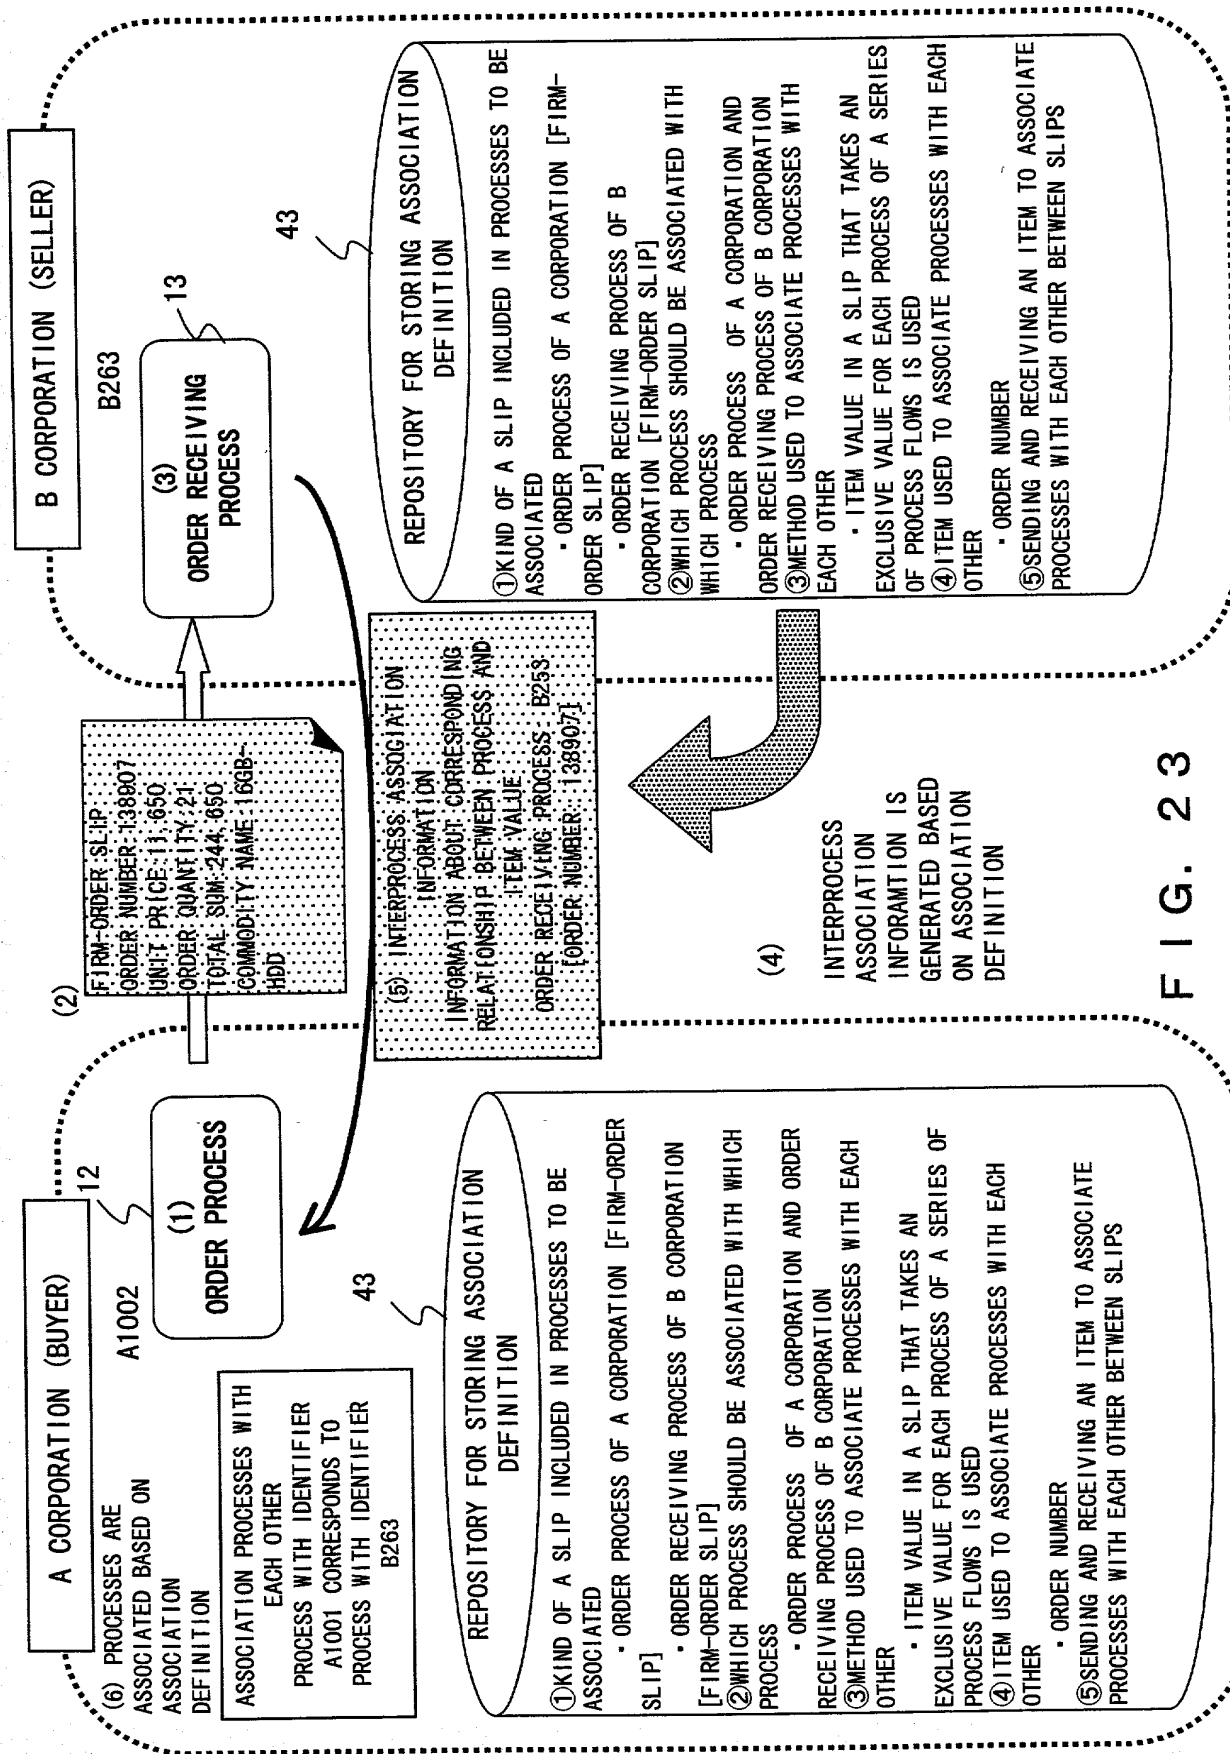 A CORPORATION (BUYER)
(6) PROCESSES ARE
ASSOCIATED BASED ON
ASSOCIATION
DEFINITION
A1002
12
(1)
ORDER PROCESS
ASSOCIATION PROCESSES WITH
EACH OTHER
PROCESS WITH IDENTIFIER
A1001 CORRESPONDS TO
PROCESS WITH IDENTIFIER
B263
43
REPOSITORY FOR STORING ASSOCIATION
DEFINITION
①KIND OF A SLIP INCLUDED IN PROCESSES TO BE
ASSOCIATED
・ORDER PROCESS OF A CORPORATION [FIRM-ORDER
SLIP]
・ORDER RECEIVING PROCESS OF B CORPORATION
[FIRM-ORDER SLIP]
②WHICH PROCESS SHOULD BE ASSOCIATED WITH WHICH
PROCESS
・ORDER PROCESS OF A CORPORATION AND ORDER
RECEIVING PROCESS OF B CORPORATION
③METHOD USED TO ASSOCIATE PROCESSES WITH EACH
OTHER
・ITEM VALUE IN A SLIP THAT TAKES AN
EXCLUSIVE VALUE FOR EACH PROCESS OF A SERIES OF
PROCESS FLOWS IS USED
④ITEM USED TO ASSOCIATE PROCESSES WITH EACH
OTHER
・ORDER NUMBER
⑤SENDING AND RECEIVING AN ITEM TO ASSOCIATE
PROCESSES WITH EACH OTHER BETWEEN SLIPS
(2)
FIRM-ORDER SLIP
ORDER NUMBER:138907
UNIT PRICE:11,650
ORDER QUANTITY:21
TOTAL SUM:244,650
COMMODITY NAME:16GB-
HDD
(5) INTERPROCESS ASSOCIATION
INFORMATION
INFORMATION ABOUT CORRESPONDING
RELATIONSHIP BETWEEN PROCESS AND
ITEM VALUE
ORDER RECEIVING PROCESS: B253
[ORDER NUMBER: 138907]
(4)
INTERPROCESS
ASSOCIATION
INFORAMTION IS
GENERATED BASED
ON ASSOCIATION
DEFINITION
B CORPORATION (SELLER)
B263
13
(3)
ORDER RECEIVING
PROCESS
43
REPOSITORY FOR STORING ASSOCIATION
DEFINITION
①KIND OF A SLIP INCLUDED IN PROCESSES TO BE
ASSOCIATED
・ORDER PROCESS OF A CORPORATION [FIRM-
ORDER SLIP]
・ORDER RECEIVING PROCESS OF B
CORPORATION [FIRM-ORDER SLIP]
②WHICH PROCESS SHOULD BE ASSOCIATED WITH
WHICH PROCESS
・ORDER PROCESS OF A CORPORATION AND
ORDER RECEIVING PROCESS OF B CORPORATION
③METHOD USED TO ASSOCIATE PROCESSES WITH
EACH OTHER
・ITEM VALUE IN A SLIP THAT TAKES AN
EXCLUSIVE VALUE FOR EACH PROCESS OF A SERIES
OF PROCESS FLOWS IS USED
④ITEM USED TO ASSOCIATE PROCESSES WITH EACH
OTHER
・ORDER NUMBER
⑤SENDING AND RECEIVING AN ITEM TO ASSOCIATE
PROCESSES WITH EACH OTHER BETWEEN SLIPS
FIG. 23